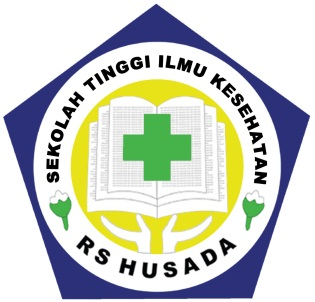 SEKOLAH TINGGI ILMU KESEHATAN
RS HUSADA